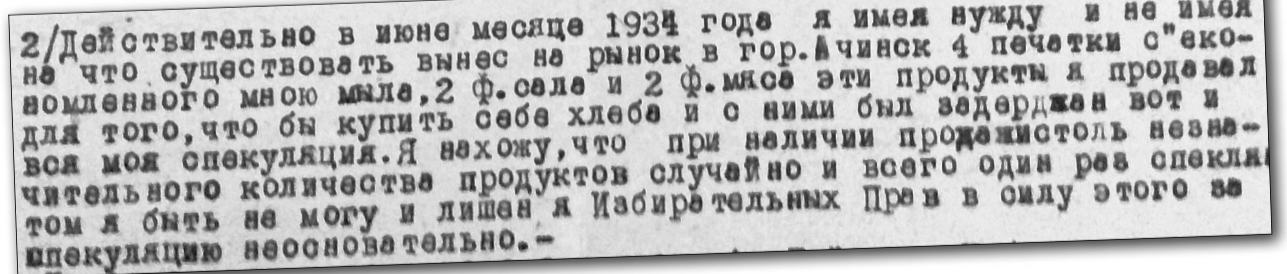 2/Действительно в июне месяце 1934 года я имея нужду и не имея
на что существовать вынес на рынок в гор.Ачинск 4 печатки с"еко-
номленного мною мыла,2 ф.сала и 2 ф.мяса эти продукты я продавал
для того,что бы купить себе хлеба и с ними был задержан вот и
вся моя спекуляция.Я нахожу,что при наличии продажистоль незна-
чительного количества продуктов случайно и всего один раз спекуля
том я быть не могу и лишен я Избирательных Прав в силу этого за
спекуляцию неосновательно.-